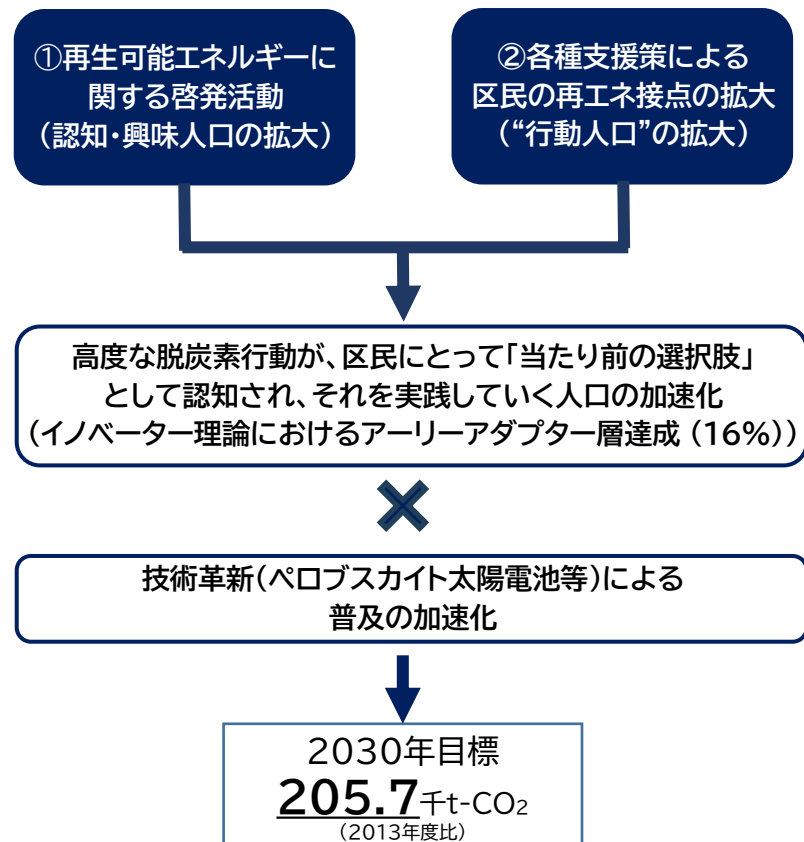 ①再生可能エネルギーに
関する啓発活動
（認知・興味人口の拡大）
②各種支援策による
区民の再エネ接点の拡大
（“行動人口”の拡大）
高度な脱炭素行動が、区民にとって「当たり前の選択肢」
として認知され、それを実践していく人口の加速化
（イノベーター理論におけるアーリーアダプター層達成（16％））
技術革新（ペロブスカイト太陽電池等）による
普及の加速化
2030年目標
205.7千t-CO₂
（2013年度比）